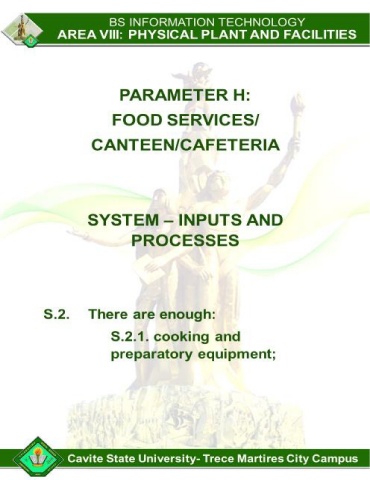 BS INFORMATION TECHNOLOGY
AREA VIII: PHYSICAL PLANT AND FACILITIES
PARAMETER H:
FOOD SERVICES/
CANTEEN/CAFETERIA
SYSTEM – INPUTS AND
PROCESSES
S.2. There are enough:
S.2.1. cooking and
preparatory equipment;
Cavite State University- Trece Martires City Campus